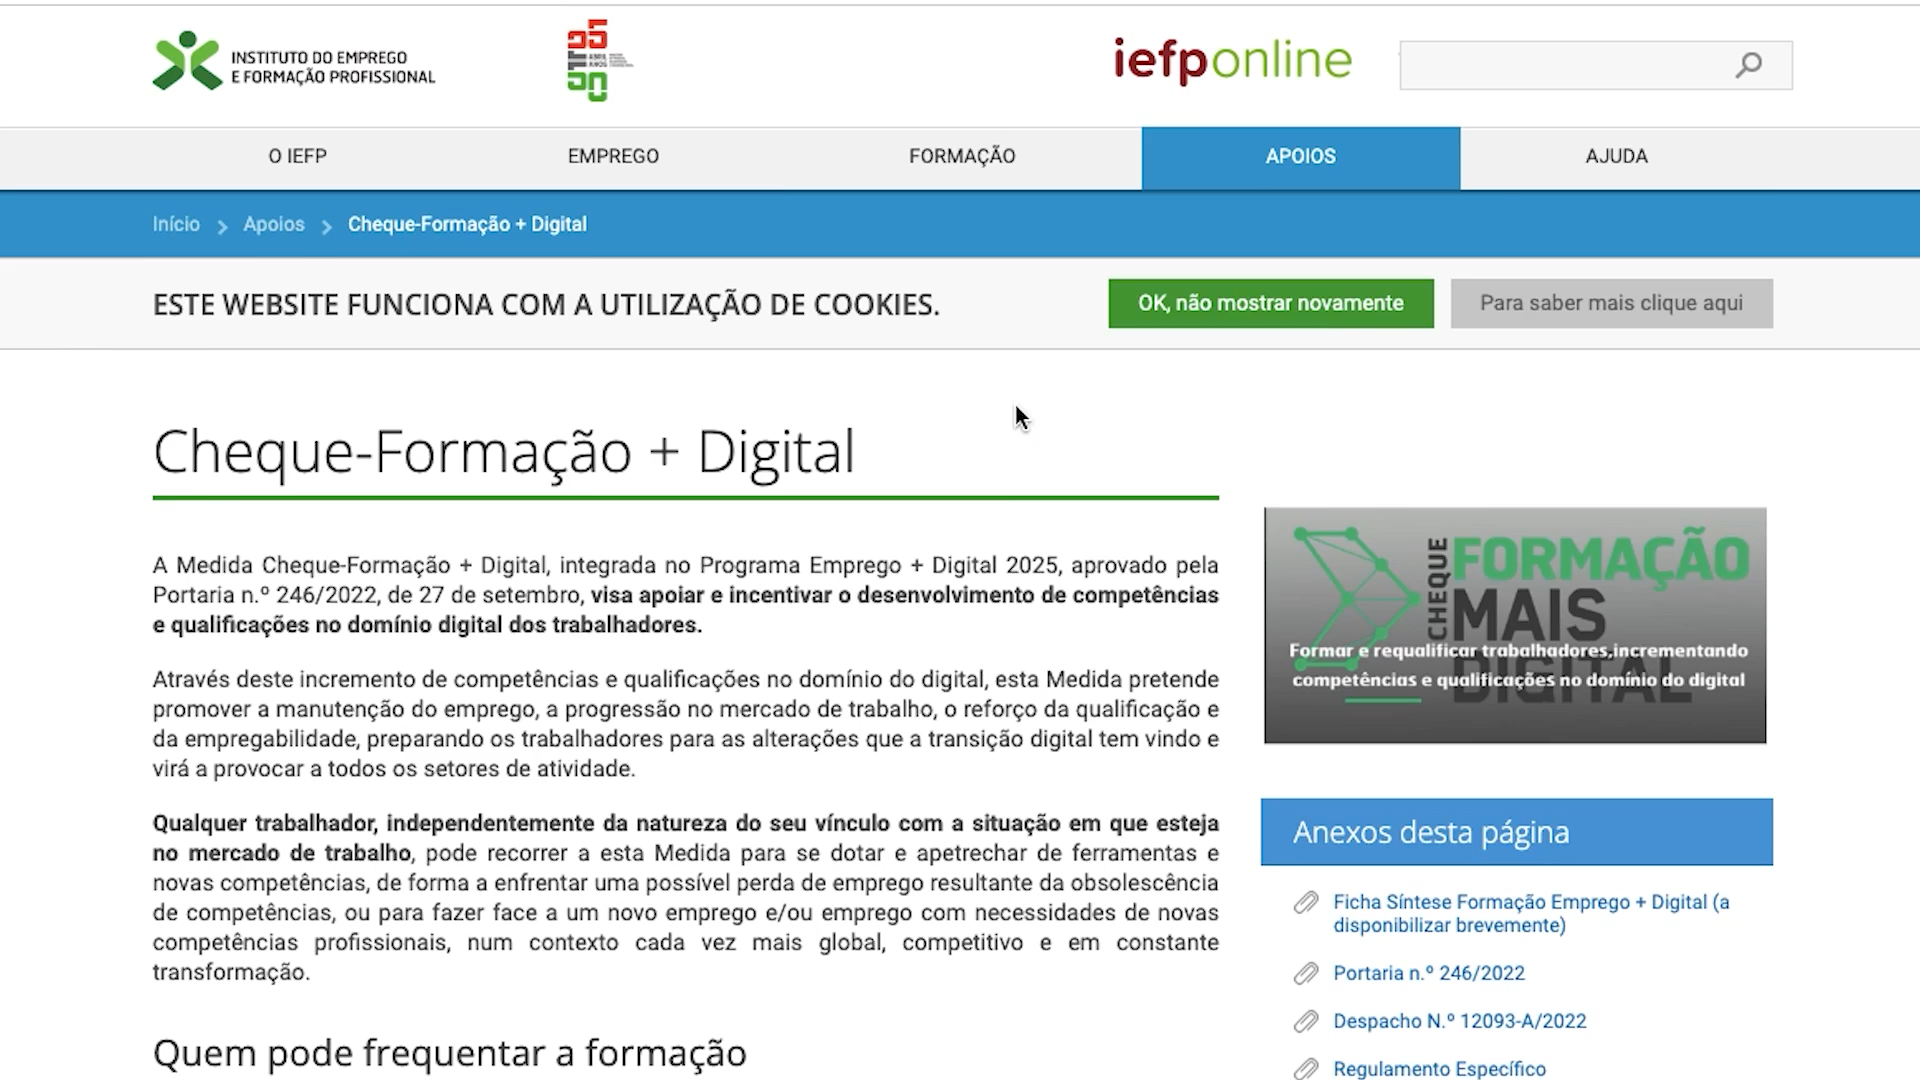 INSTITUTO DO EMPREGO
E FORMAÇÃO PROFISSIONAL
25
ABRIL
50
ANOS
iefponline
O IEFP
EMPREGO
FORMAÇÃO
APOIOS
AJUDA
Início
Apoios
Cheque-Formação + Digital
ESTE WEBSITE FUNCIONA COM A UTILIZAÇÃO DE COOKIES.
OK, não mostrar novamente
Para saber mais clique aqui
Cheque-Formação + Digital
A Medida Cheque-Formação + Digital, integrada no Programa Emprego + Digital 2025, aprovado pela
Portaria n.º 246/2022, de 27 de setembro, visa apoiar e incentivar o desenvolvimento de competências
e qualificações no domínio digital dos trabalhadores.
Através deste incremento de competências e qualificações no domínio do digital, esta Medida pretende
promover a manutenção do emprego, a progressão no mercado de trabalho, o reforço da qualificação e
da empregabilidade, preparando os trabalhadores para as alterações que a transição digital tem vindo e
virá a provocar a todos os setores de atividade.
Qualquer trabalhador, independentemente da natureza do seu vínculo com a situação em que esteja
no mercado de trabalho, pode recorrer a esta Medida para se dotar e apetrechar de ferramentas e
novas competências, de forma a enfrentar uma possível perda de emprego resultante da obsolescência
de competências, ou para fazer face a um novo emprego e/ou emprego com necessidades de novas
competências profissionais, num contexto cada vez mais global, competitivo e em constante
transformação.
Quem pode frequentar a formação
CHEQUE
FORMAÇÃO
MAIS
DIGITAL
Formar e requalificar trabalhadores,incrementando
competências e qualificações no domínio do digital
Anexos desta página
Ficha Síntese Formação Emprego + Digital (a
disponibilizar brevemente)
Portaria n.º 246/2022
Despacho N.º 12093-A/2022
Regulamento Específico